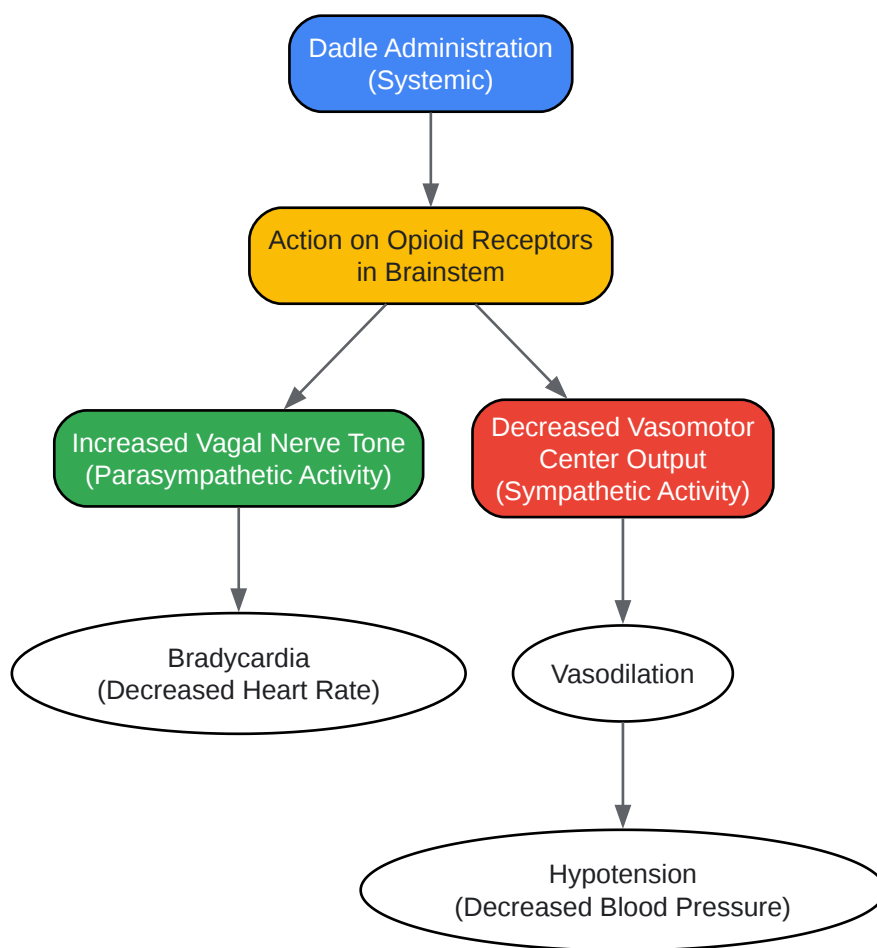 Dadle Administration
(Systemic)
Action on Opioid Receptors
in Brainstem
Increased Vagal Nerve Tone
(Parasympathetic Activity)
Decreased Vasomotor
Center Output
(Sympathetic Activity)
Bradycardia
(Decreased Heart Rate)
Vasodilation
Hypotension
(Decreased Blood Pressure)